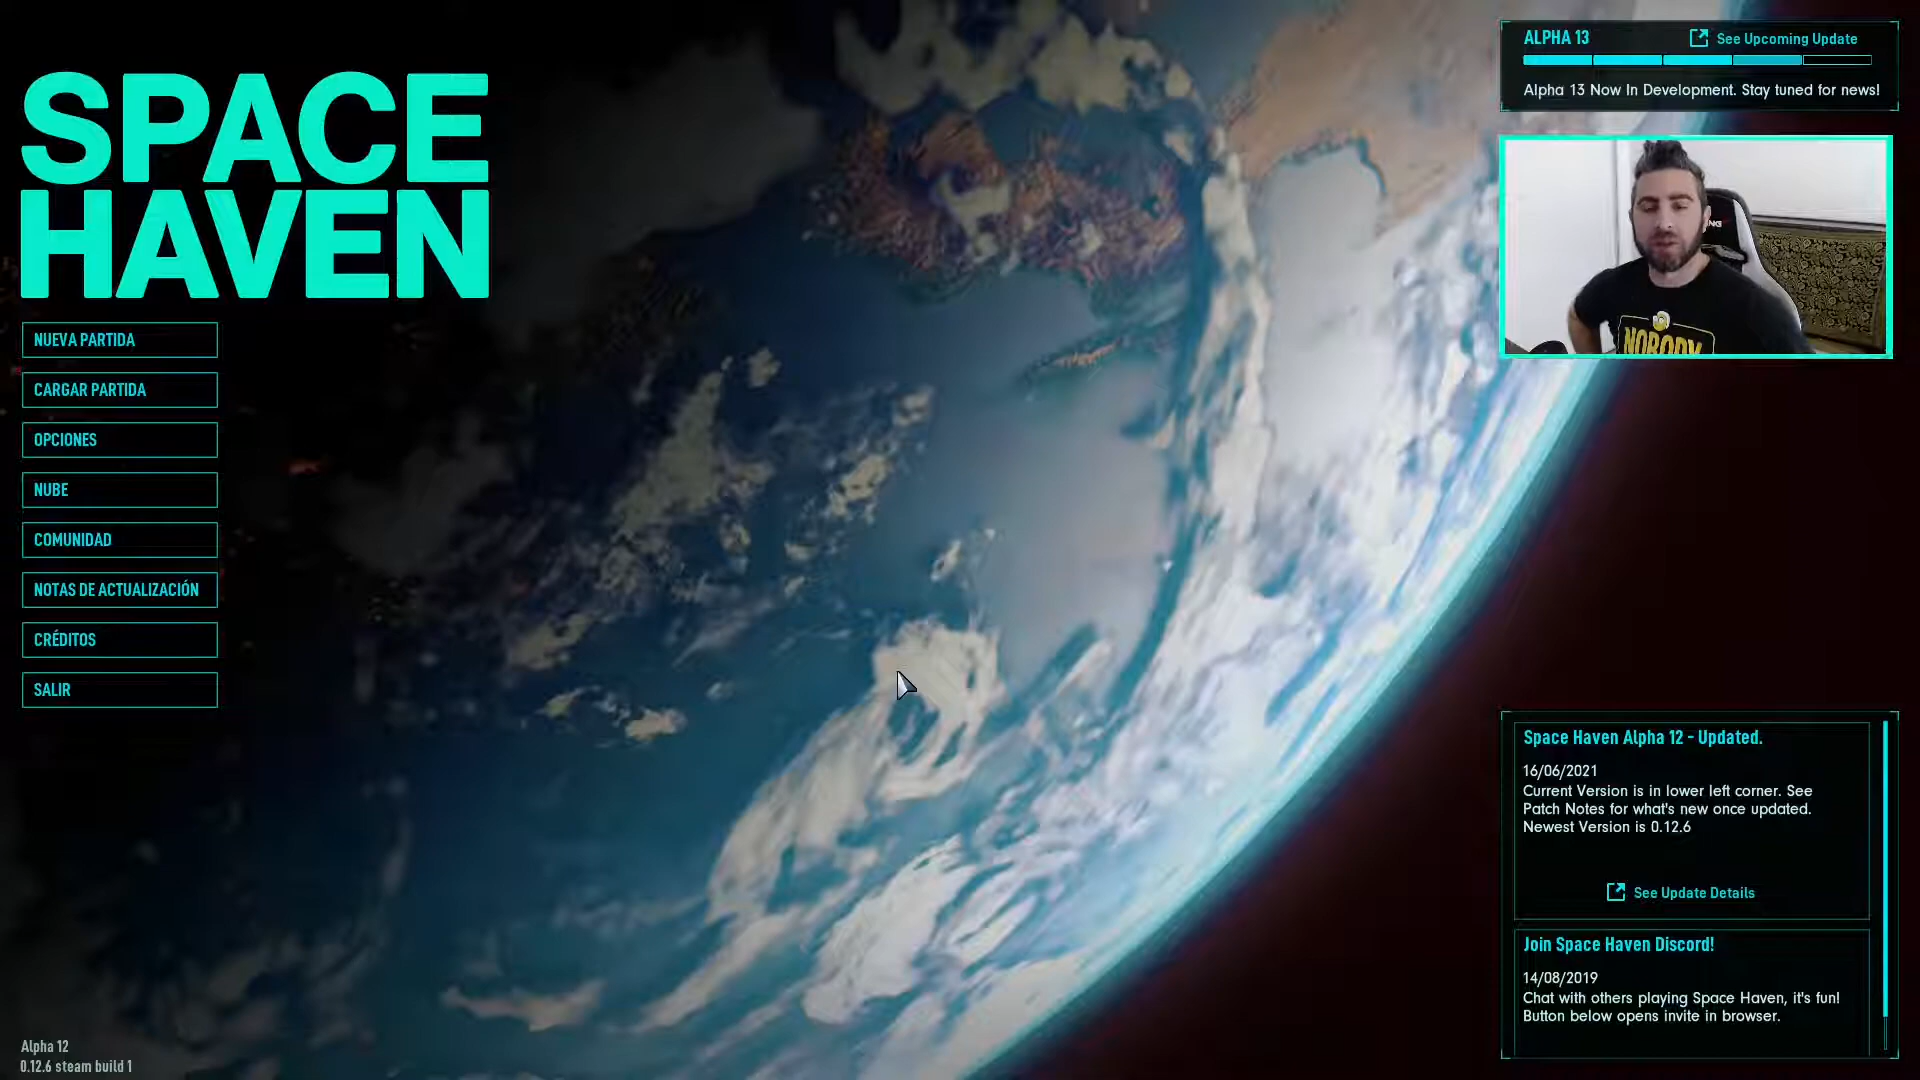 SPACE
HAVEN
NUEVA PARTIDA
CARGAR PARTIDA
OPCIONES
NUBE
COMUNIDAD
NOTAS DE ACTUALIZACIÓN
CRÉDITOS
SALIR
Alpha 12
0.12.6 steam build 1
ALPHA 13
See Upcoming Update
Alpha 13 Now In Development. Stay tuned for news!
NOBODY
Space Haven Alpha 12 - Updated.
16/06/2021
Current Version is in lower left corner. See
Patch Notes for what's new once updated.
Newest Version is 0.12.6
See Update Details
Join Space Haven Discord!
14/08/2019
Chat with others playing Space Haven, it's fun!
Button below opens invite in browser.